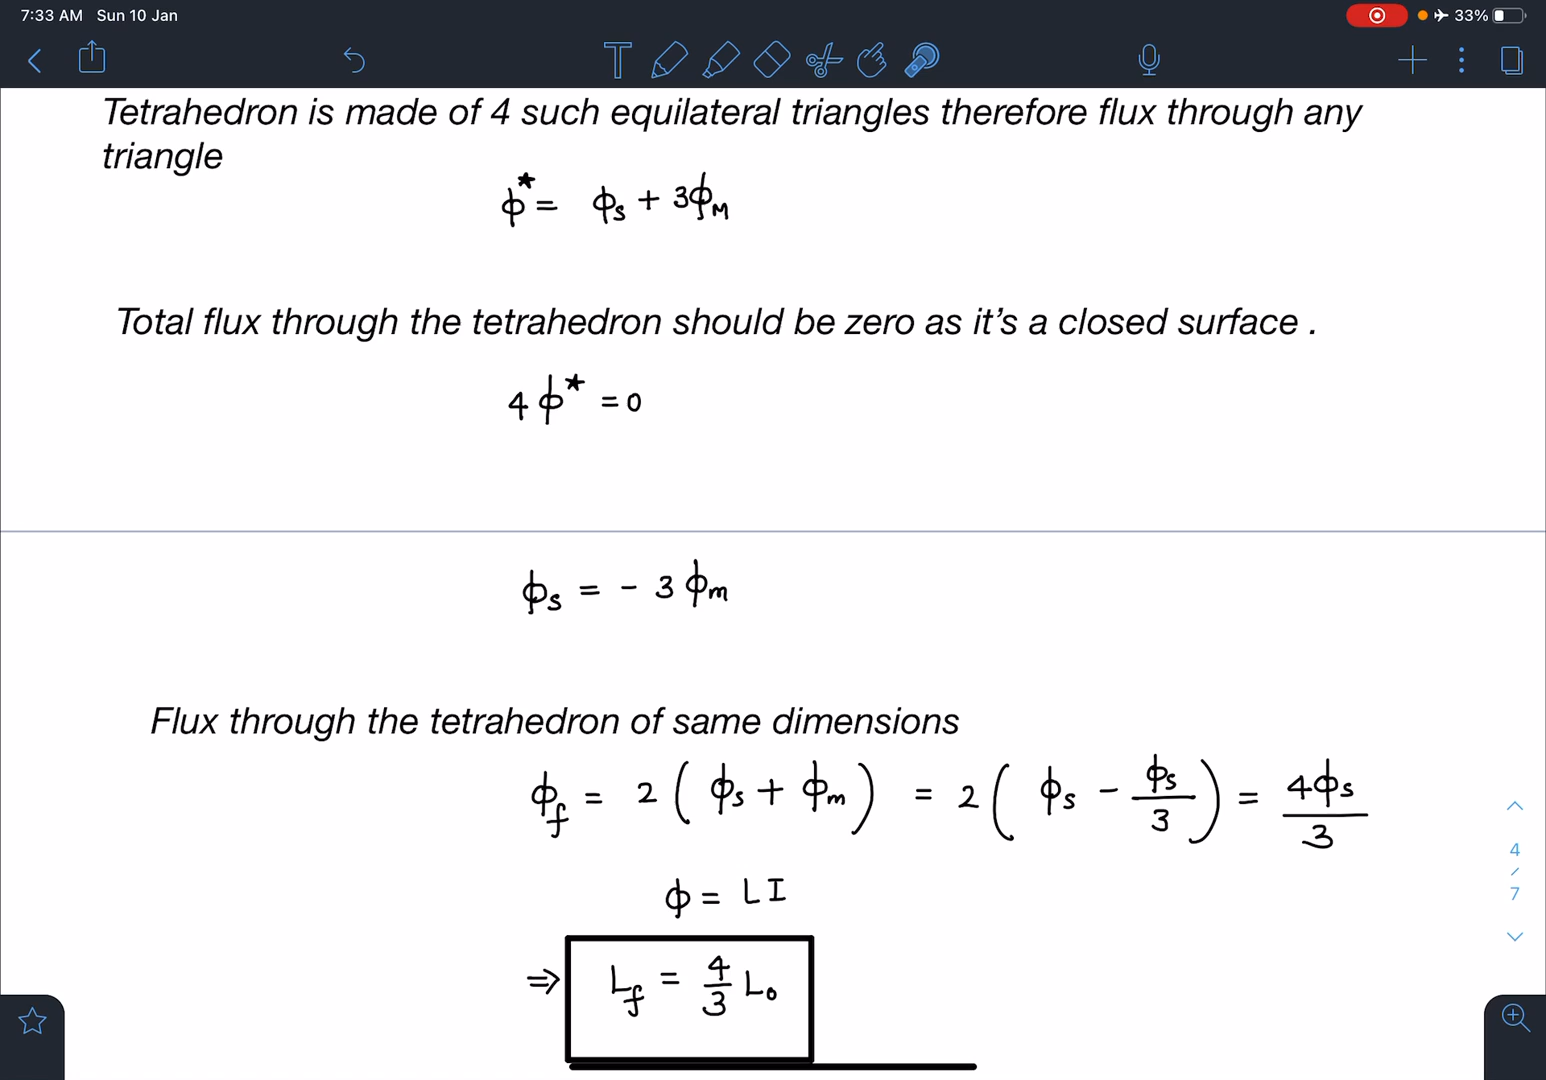 7:33 AM Sun 10 Jan
33%
Tetrahedron is made of 4 such equilateral triangles therefore flux through any
triangle
ϕ* = ϕs + 3ϕM
Total flux through the tetrahedron should be zero as it’s a closed surface .
4ϕ* = 0
ϕs = - 3ϕm
Flux through the tetrahedron of same dimensions
ϕf = 2(ϕs + ϕm) = 2(ϕs - ϕs/3) = 4ϕs/3
ϕ = LI
⇒ Lf = 4/3 L0
4
/
7